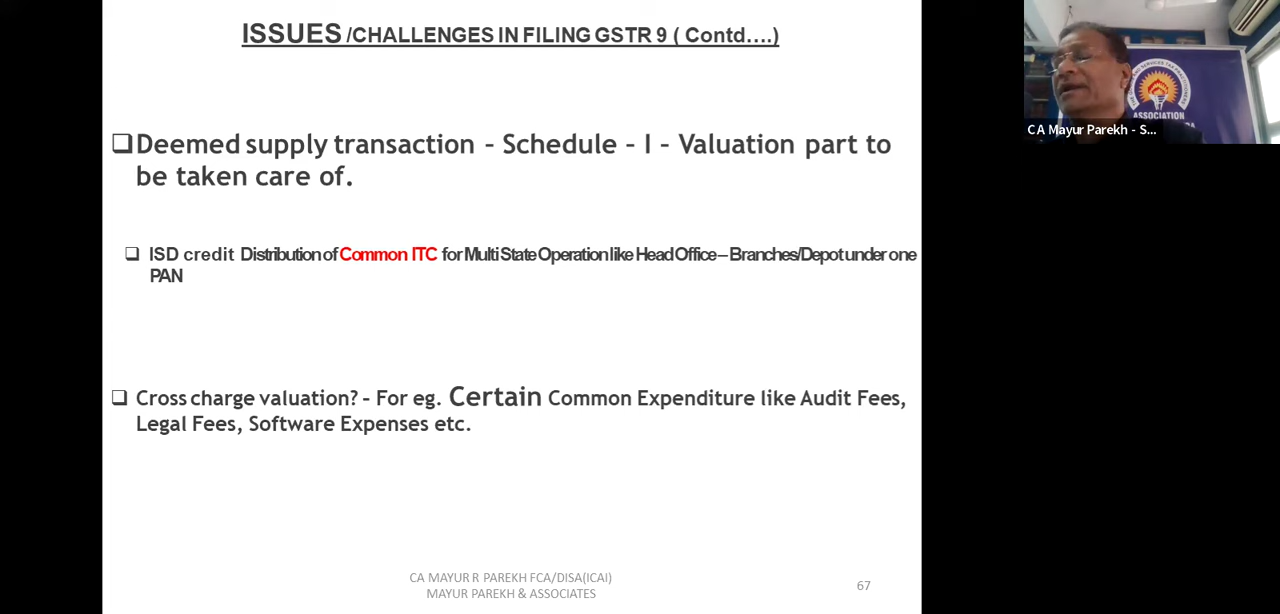 ISSUES /CHALLENGES IN FILING GSTR 9 ( Contd....)
Deemed supply transaction – Schedule – I – Valuation part to
be taken care of.
ISD credit Distribution of Common ITC for Multi State Operation like Head Office – Branches/Depot under one
PAN
Cross charge valuation? – For eg. Certain Common Expenditure like Audit Fees,
Legal Fees, Software Expenses etc.
CA MAYUR R PAREKH FCA/DISA(ICAI)
MAYUR PAREKH & ASSOCIATES
67
ASSOCIATION
C A Mayur Parekh - S...